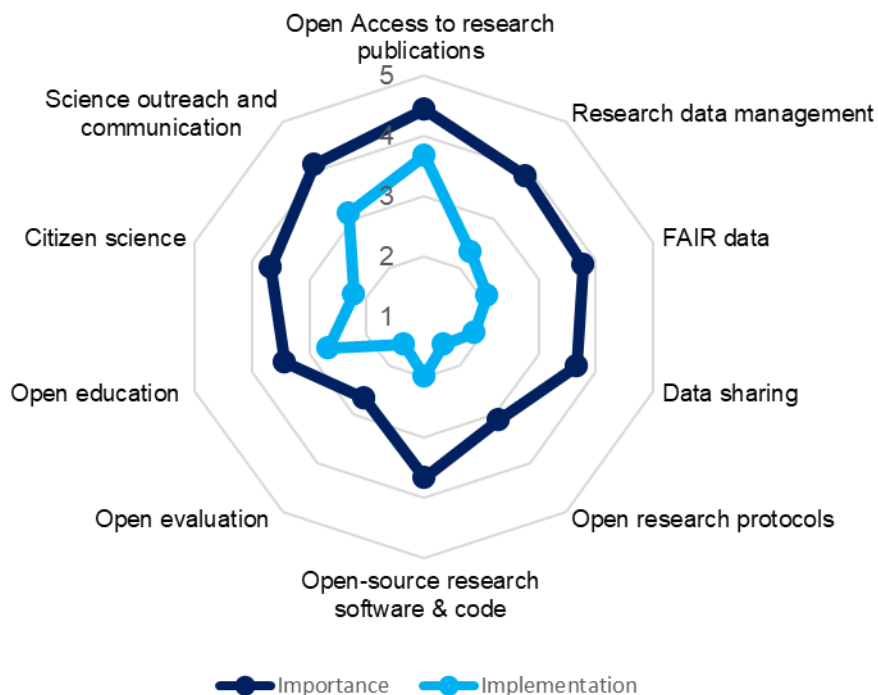 Open Access to research
publications
5
Science outreach and
communication
Research data management
4
3
Citizen science
FAIR data
2
1
Open education
Data sharing
Open evaluation
Open research protocols
Open-source research
software & code
Importance
Implementation